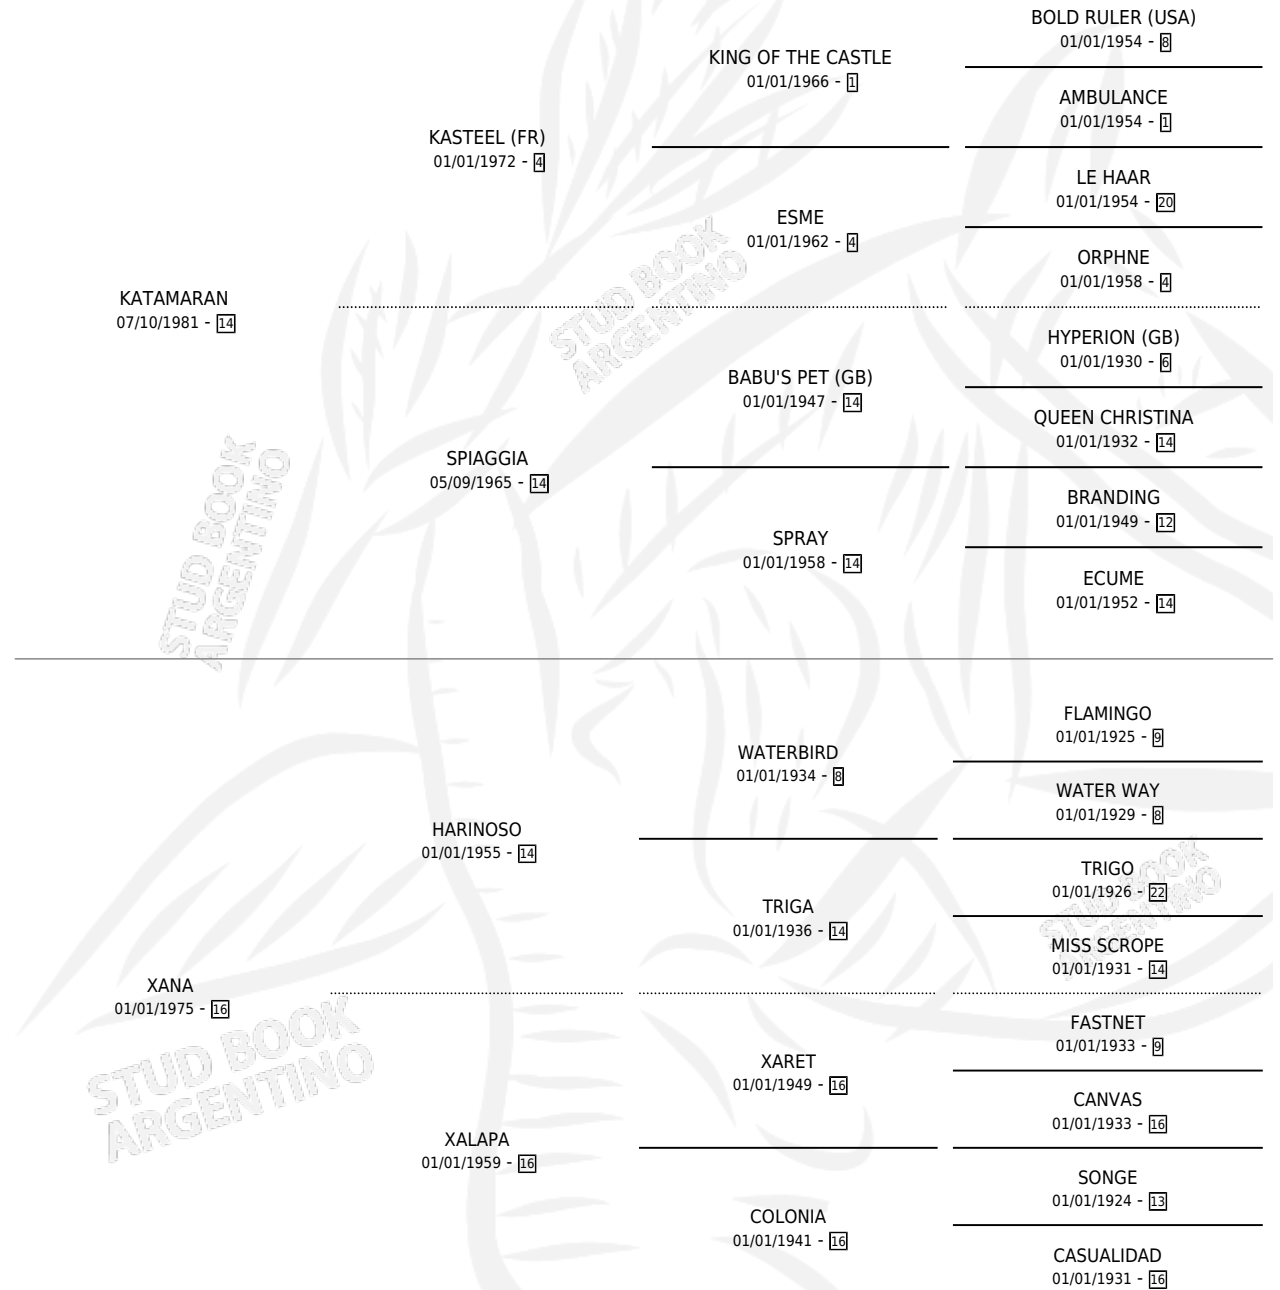 BOLD RULER (USA)
01/01/1954 - 8
KING OF THE CASTLE
01/01/1966 - 1
AMBULANCE
01/01/1954 - 1
KASTEEL (FR)
01/01/1972 - 4
LE HAAR
01/01/1954 - 20
ESME
01/01/1962 - 4
ORPHNE
01/01/1958 - 4
KATAMARAN
07/10/1981 - 14
HYPERION (GB)
01/01/1930 - 6
BABU'S PET (GB)
01/01/1947 - 14
QUEEN CHRISTINA
01/01/1932 - 14
SPIAGGIA
05/09/1965 - 14
BRANDING
01/01/1949 - 12
SPRAY
01/01/1958 - 14
ECUME
01/01/1952 - 14
FLAMINGO
01/01/1925 - 9
WATERBIRD
01/01/1934 - 8
WATER WAY
01/01/1929 - 8
HARINOSO
01/01/1955 - 14
TRIGO
01/01/1926 - 22
TRIGA
01/01/1936 - 14
MISS SCROPE
01/01/1931 - 14
XANA
01/01/1975 - 16
FASTNET
01/01/1933 - 9
XARET
01/01/1949 - 16
CANVAS
01/01/1933 - 16
XALAPA
01/01/1959 - 16
SONGE
01/01/1924 - 13
COLONIA
01/01/1941 - 16
CASUALIDAD
01/01/1931 - 16
STUD BOOK
ARGENTINO
STUD BOOK
ARGENTINO
STUD BOOK
ARGENTINO
STUD BOOK
ARGENTINO